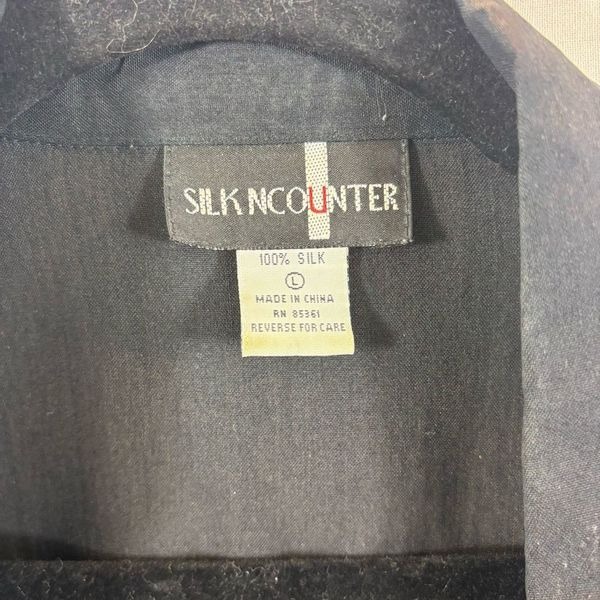 SILK NCOUNTER
100% SILK
L
MADE IN CHINA
RN 85361
REVERSE FOR CARE